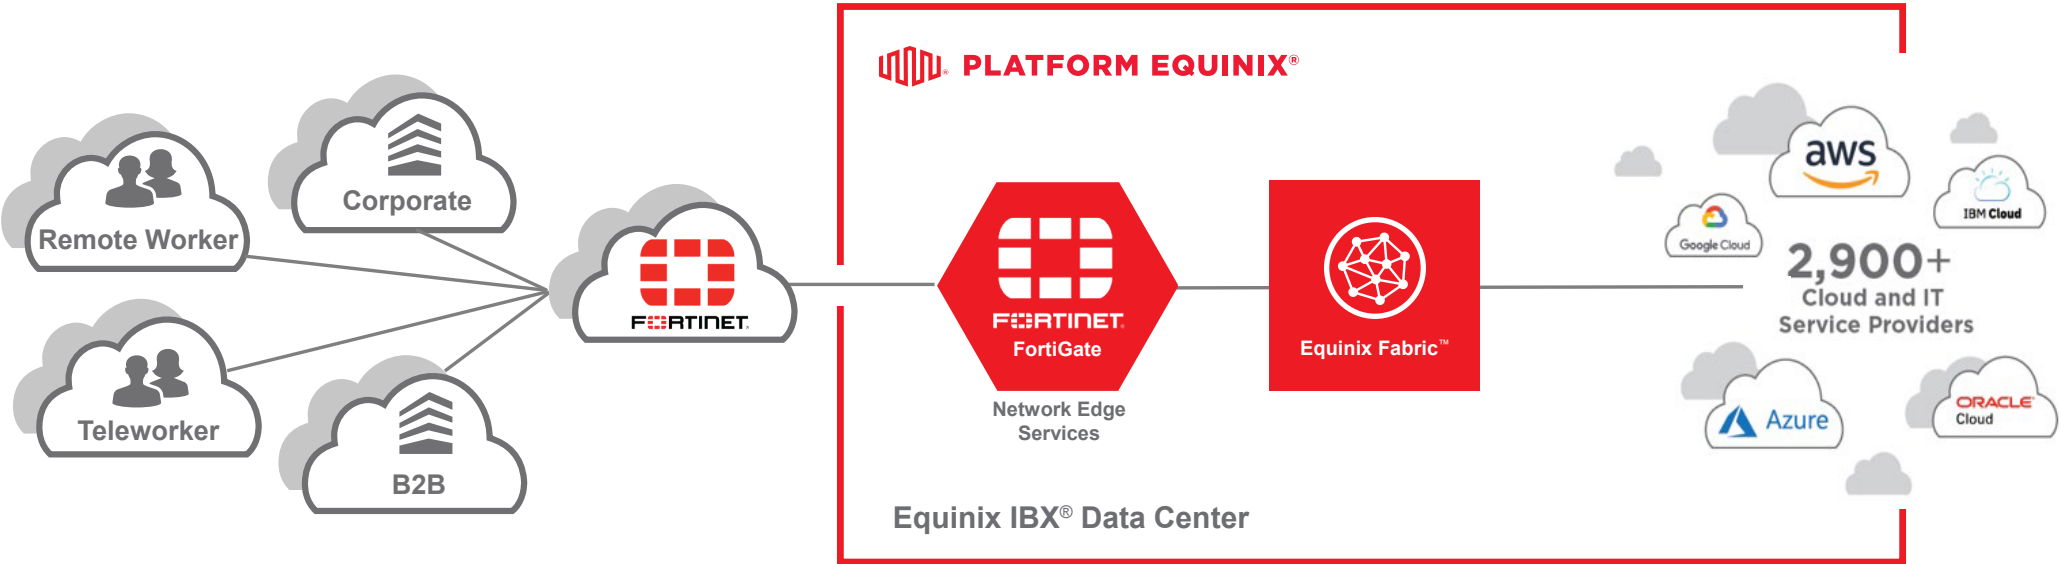 PLATFORM EQUINIX®
Corporate
Remote Worker
Teleworker
B2B
FORTINET®
FORTINET®
FortiGate
Network Edge
Services
Equinix Fabric™
aws
IBM Cloud
Google Cloud
2,900+
Cloud and IT
Service Providers
Azure
ORACLE
Cloud
Equinix IBX® Data Center